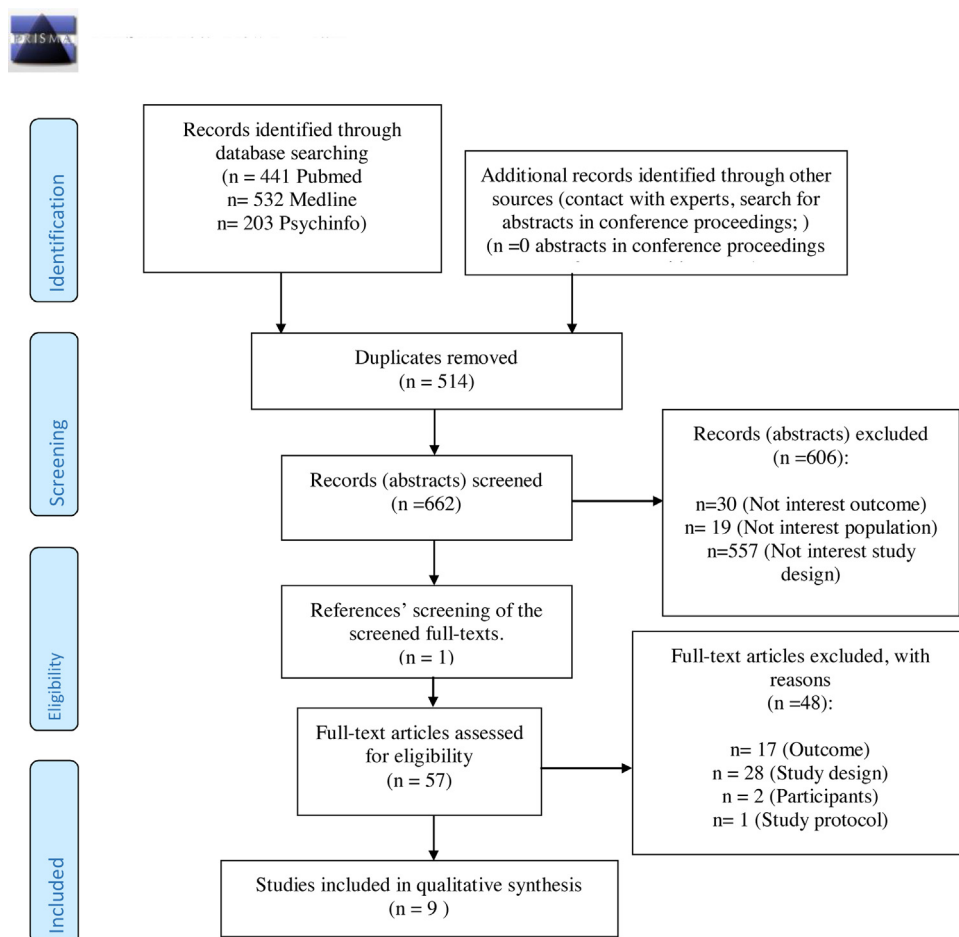 PRISMA
Identification
Records identified through
database searching
(n = 441 Pubmed
n= 532 Medline
n= 203 Psychinfo)
Additional records identified through other
sources (contact with experts, search for
abstracts in conference proceedings; )
(n =0 abstracts in conference proceedings
Screening
Duplicates removed
(n = 514)
Records (abstracts) screened
(n =662)
Records (abstracts) excluded
(n =606):
n=30 (Not interest outcome)
n= 19 (Not interest population)
n=557 (Not interest study
design)
Eligibility
References’ screening of the
screened full-texts.
(n = 1)
Full-text articles assessed
for eligibility
(n = 57)
Full-text articles excluded, with
reasons
(n =48):
n= 17 (Outcome)
n = 28 (Study design)
n = 2 (Participants)
n= 1 (Study protocol)
Included
Studies included in qualitative synthesis
(n = 9 )